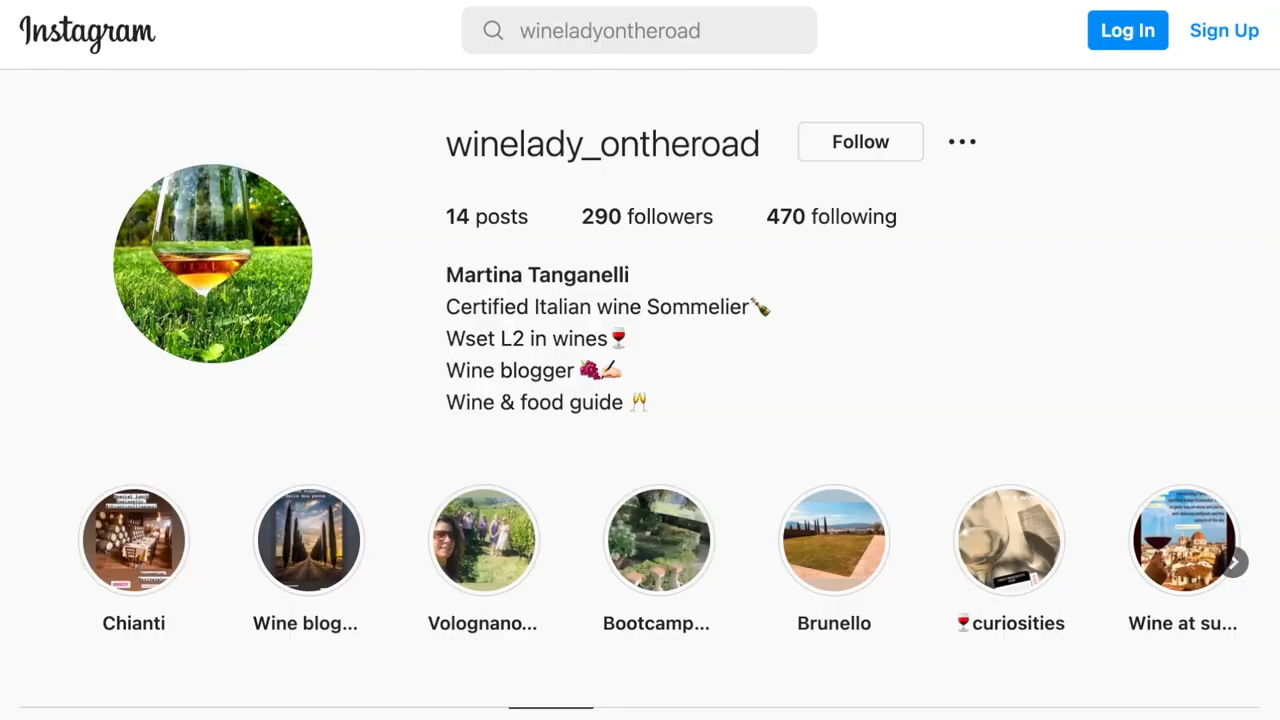 Instagram
wineladyontheroad
Log In
Sign Up
winelady_ontheroad
Follow
14 posts
290 followers
470 following
Martina Tanganelli
Certified Italian wine Sommelier🍾
Wset L2 in wines🍷
Wine blogger 🍇✍🏻
Wine & food guide 🥂
Chianti
Wine blog...
Volognano...
Bootcamp...
Brunello
🍷curiosities
Wine at su...